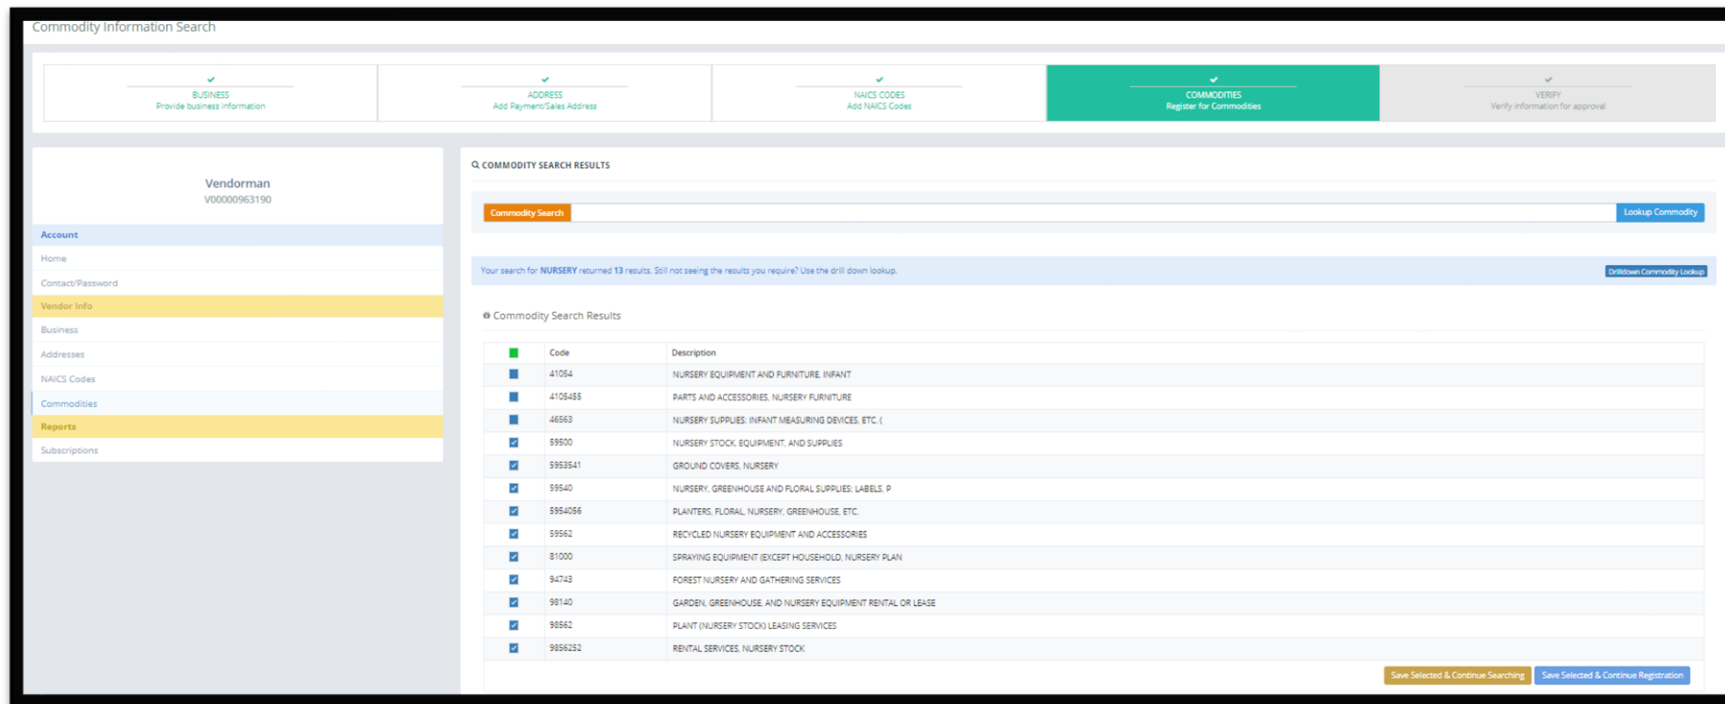 Commodity Information Search
BUSINESS
Provide business information
ADDRESS
Add Payment/Sales Address
NAICS CODES
Add NAICS Codes
COMMODITIES
Register for Commodities
VERIFY
Verify information for approval
Vendorman
V00000963190
Account
Home
Contact/Password
Vendor Info
Business
Addresses
NAICS Codes
Commodities
Reports
Subscriptions
COMMODITY SEARCH RESULTS
Commodity Search
Lookup Commodity
Your search for NURSERY returned 13 results. Still not seeing the results you require? Use the drill down lookup.
Drilldown Commodity Lookup
Commodity Search Results
Code Description
41054 NURSERY EQUIPMENT AND FURNITURE, INFANT
4105455 PARTS AND ACCESSORIES, NURSERY FURNITURE
46563 NURSERY SUPPLIES: INFANT MEASURING DEVICES, ETC. (
59500 NURSERY STOCK, EQUIPMENT, AND SUPPLIES
5953541 GROUND COVERS, NURSERY
59540 NURSERY, GREENHOUSE AND FLORAL SUPPLIES: LABELS, P
5954056 PLANTERS, FLORAL, NURSERY, GREENHOUSE, ETC.
59562 RECYCLED NURSERY EQUIPMENT AND ACCESSORIES
81000 SPRAYING EQUIPMENT (EXCEPT HOUSEHOLD, NURSERY PLAN
94743 FOREST NURSERY AND GATHERING SERVICES
98140 GARDEN, GREENHOUSE, AND NURSERY EQUIPMENT RENTAL OR LEASE
98562 PLANT (NURSERY STOCK) LEASING SERVICES
9856252 RENTAL SERVICES, NURSERY STOCK
Save Selected & Continue Searching
Save Selected & Continue Registration